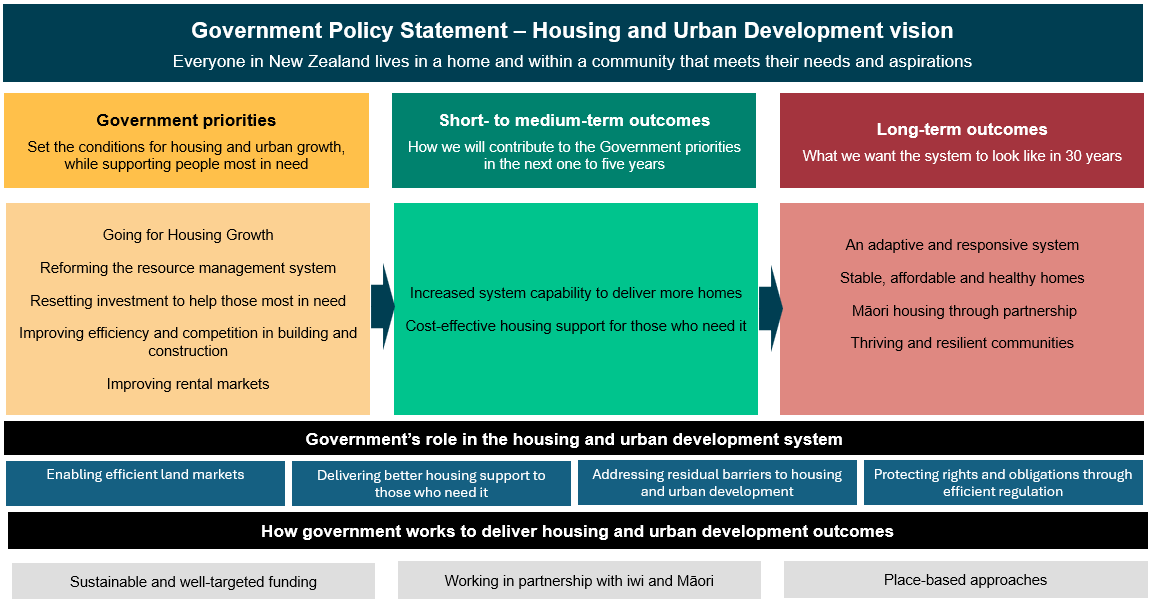 Government Policy Statement – Housing and Urban Development vision
Everyone in New Zealand lives in a home and within a community that meets their needs and aspirations
Government priorities
Set the conditions for housing and urban growth,
while supporting people most in need
Short- to medium-term outcomes
How we will contribute to the Government priorities
in the next one to five years
Long-term outcomes
What we want the system to look like in 30 years
Going for Housing Growth
Reforming the resource management system
Resetting investment to help those most in need
Improving efficiency and competition in building and
construction
Improving rental markets
Increased system capability to deliver more homes
Cost-effective housing support for those who need it
An adaptive and responsive system
Stable, affordable and healthy homes
Māori housing through partnership
Thriving and resilient communities
Government’s role in the housing and urban development system
Enabling efficient land markets
Delivering better housing support to
those who need it
Addressing residual barriers to housing
and urban development
Protecting rights and obligations through
efficient regulation
How government works to deliver housing and urban development outcomes
Sustainable and well-targeted funding
Working in partnership with iwi and Māori
Place-based approaches